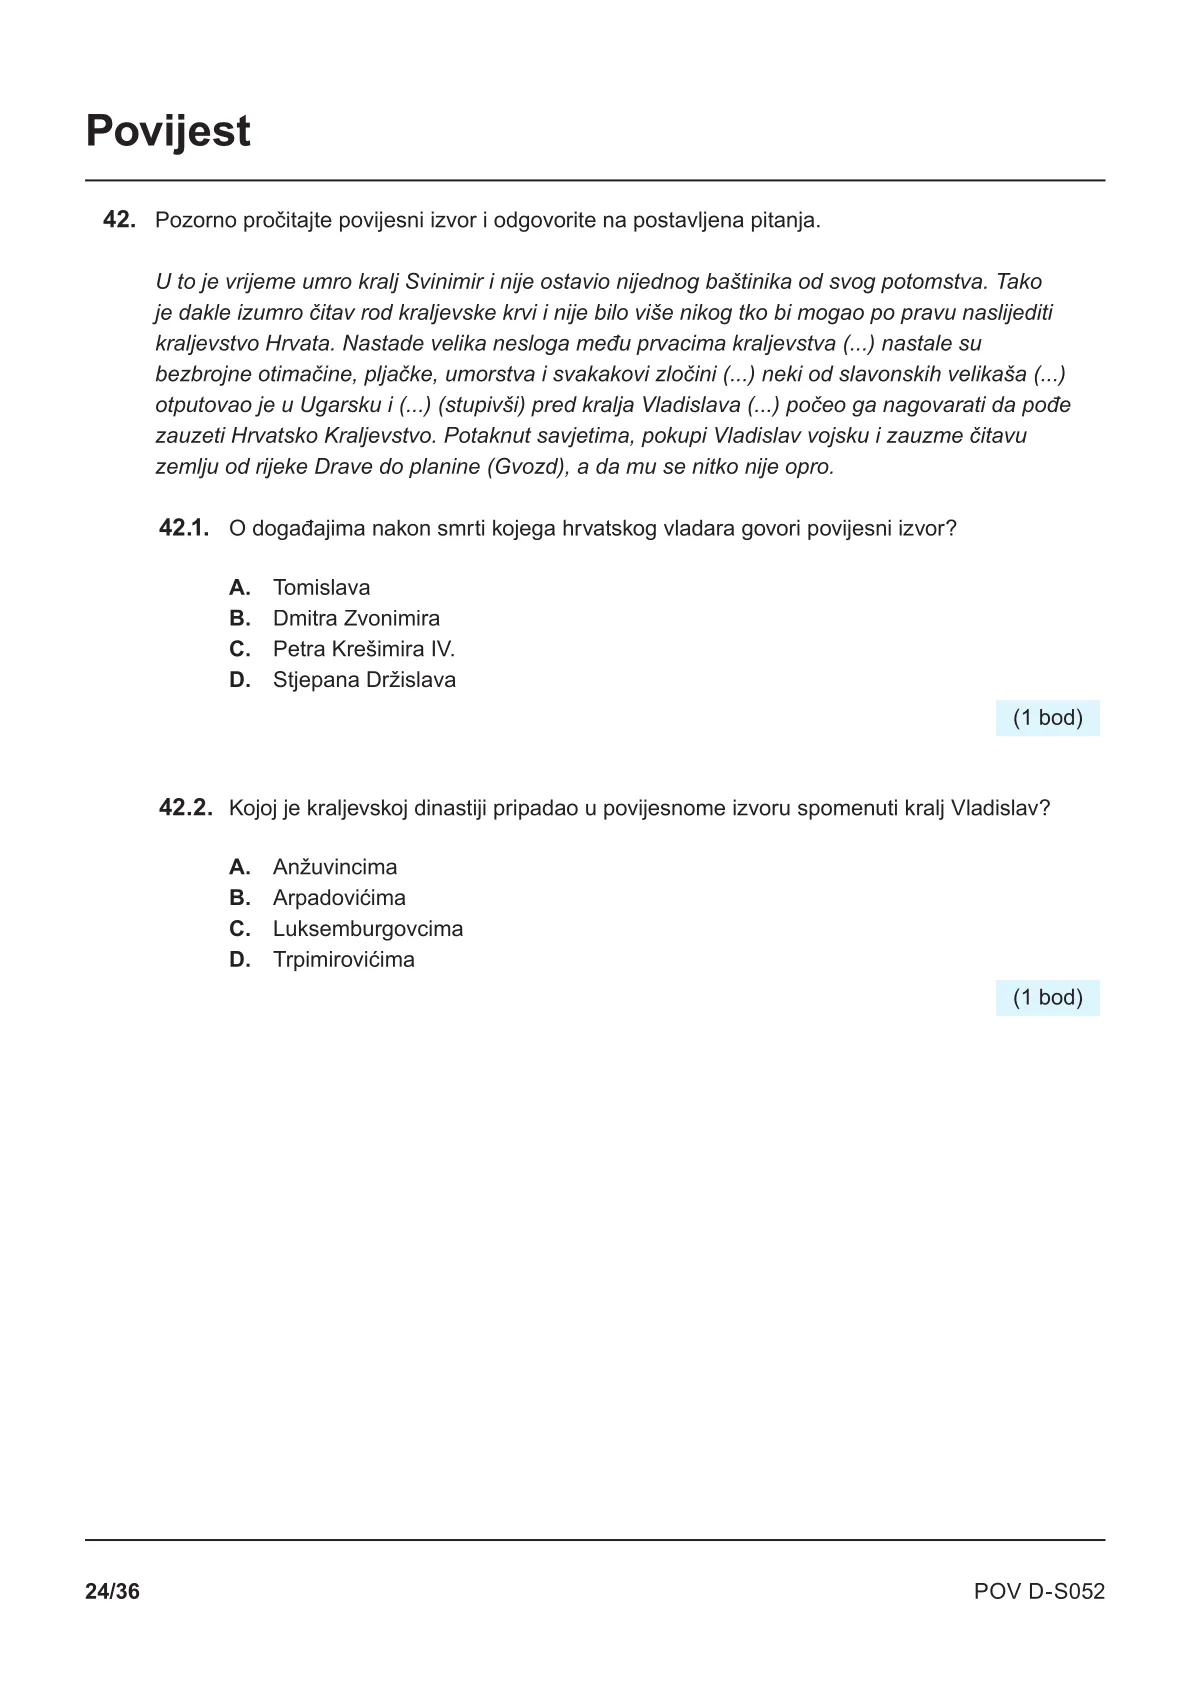 Povijest
42. Pozorno pročitajte povijesni izvor i odgovorite na postavljena pitanja.
U to je vrijeme umro kralj Svinimir i nije ostavio nijednog baštinika od svog potomstva. Tako
je dakle izumro čitav rod kraljevske krvi i nije bilo više nikog tko bi mogao po pravu naslijediti
kraljevstvo Hrvata. Nastade velika nesloga među prvacima kraljevstva (...) nastale su
bezbrojne otimačine, pljačke, umorstva i svakakovi zločini (...) neki od slavonskih velikaša (...)
otputovao je u Ugarsku i (...) (stupivši) pred kralja Vladislava (...) počeo ga nagovarati da pođe
zauzeti Hrvatsko Kraljevstvo. Potaknut savjetima, pokupi Vladislav vojsku i zauzme čitavu
zemlju od rijeke Drave do planine (Gvozd), a da mu se nitko nije opro.
42.1. O događajima nakon smrti kojega hrvatskog vladara govori povijesni izvor?
A. Tomislava
B. Dmitra Zvonimira
C. Petra Krešimira IV.
D. Stjepana Držislava
(1 bod)
42.2. Kojoj je kraljevskoj dinastiji pripadao u povijesnome izvoru spomenuti kralj Vladislav?
A. Anžuvincima
B. Arpadovićima
C. Luksemburgovcima
D. Trpimirovićima
(1 bod)
24/36
POV D-S052